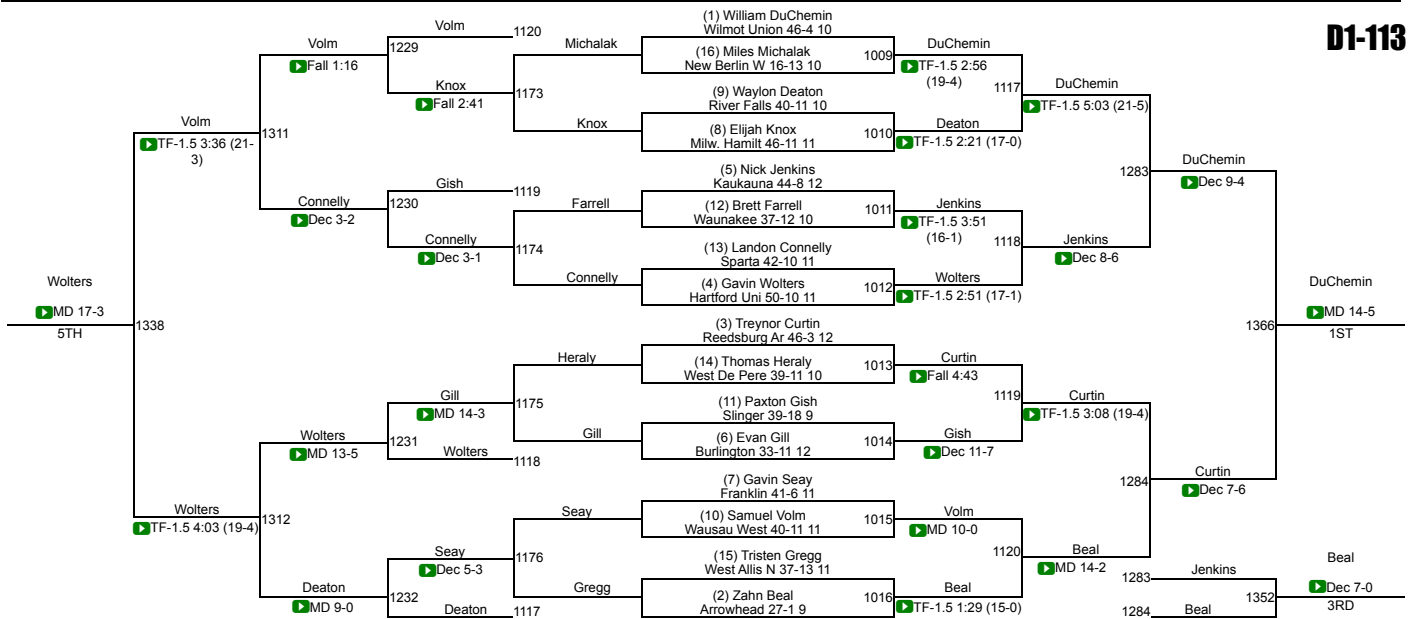 D1-113
Wolters
MD 17-3
5TH
1338
Volm
TF-1.5 3:36 (21-
3)
1311
Wolters
TF-1.5 4:03 (19-4)
1312
Volm
Fall 1:16
1229
Connelly
Dec 3-2
1230
Wolters
MD 13-5
1231
Deaton
MD 9-0
1232
Volm
1120
Knox
Fall 2:41
1173
Gish
1119
Connelly
Dec 3-1
1174
Gill
MD 14-3
1175
Wolters
1118
Seay
Dec 5-3
1176
Deaton
1117
Michalak
Knox
Farrell
Connelly
Heraly
Gill
Seay
Gregg
(1) William DuChemin
Wilmot Union 46-4 10
(16) Miles Michalak
New Berlin W 16-13 10
1009
(9) Waylon Deaton
River Falls 40-11 10
(8) Elijah Knox
Milw. Hamilt 46-11 11
1010
(5) Nick Jenkins
Kaukauna 44-8 12
(12) Brett Farrell
Waunakee 37-12 10
1011
(13) Landon Connelly
Sparta 42-10 11
(4) Gavin Wolters
Hartford Uni 50-10 11
1012
(3) Treynor Curtin
Reedsburg Ar 46-3 12
(14) Thomas Heraly
West De Pere 39-11 10
1013
(11) Paxton Gish
Slinger 39-18 9
(6) Evan Gill
Burlington 33-11 12
1014
(7) Gavin Seay
Franklin 41-6 11
(10) Samuel Volm
Wausau West 40-11 11
1015
(15) Tristen Gregg
West Allis N 37-13 11
(2) Zahn Beal
Arrowhead 27-1 9
1016
DuChemin
TF-1.5 2:56
(19-4)
1117
Deaton
TF-1.5 2:21 (17-0)
Jenkins
TF-1.5 3:51
(16-1)
1118
Wolters
TF-1.5 2:51 (17-1)
Curtin
Fall 4:43
1119
Gish
Dec 11-7
Volm
MD 10-0
1120
Beal
TF-1.5 1:29 (15-0)
DuChemin
TF-1.5 5:03 (21-5)
1283
Jenkins
Dec 8-6
Curtin
TF-1.5 3:08 (19-4)
1284
Beal
MD 14-2
DuChemin
Dec 9-4
1366
Curtin
Dec 7-6
DuChemin
MD 14-5
1ST
1283
Jenkins
1284
Beal
1352
Beal
Dec 7-0
3RD